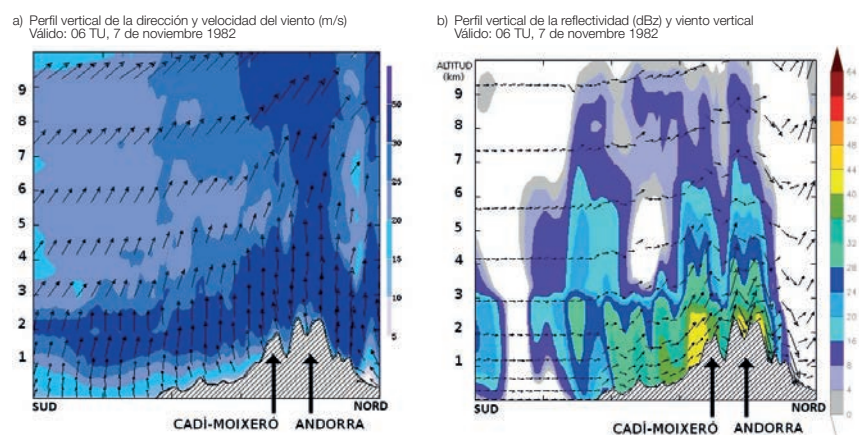 a) Perfil vertical de la dirección y velocidad del viento (m/s)
Válido: 06 TU, 7 de noviembre 1982
9
8
7
6
5
4
3
2
1
30
25
20
15
10
5
SUD
NORD
CADÍ-MOIXERÓ
ANDORRA
b) Perfil vertical de la reflectividad (dBz) y viento vertical
Válido: 06 TU, 7 de novembre 1982
ALTITUD
(km)
9
8
7
6
5
4
3
2
1
64
60
56
52
48
44
40
36
32
28
24
20
16
12
8
4
0
SUD
NORD
CADÍ-MOIXERÓ
ANDORRA